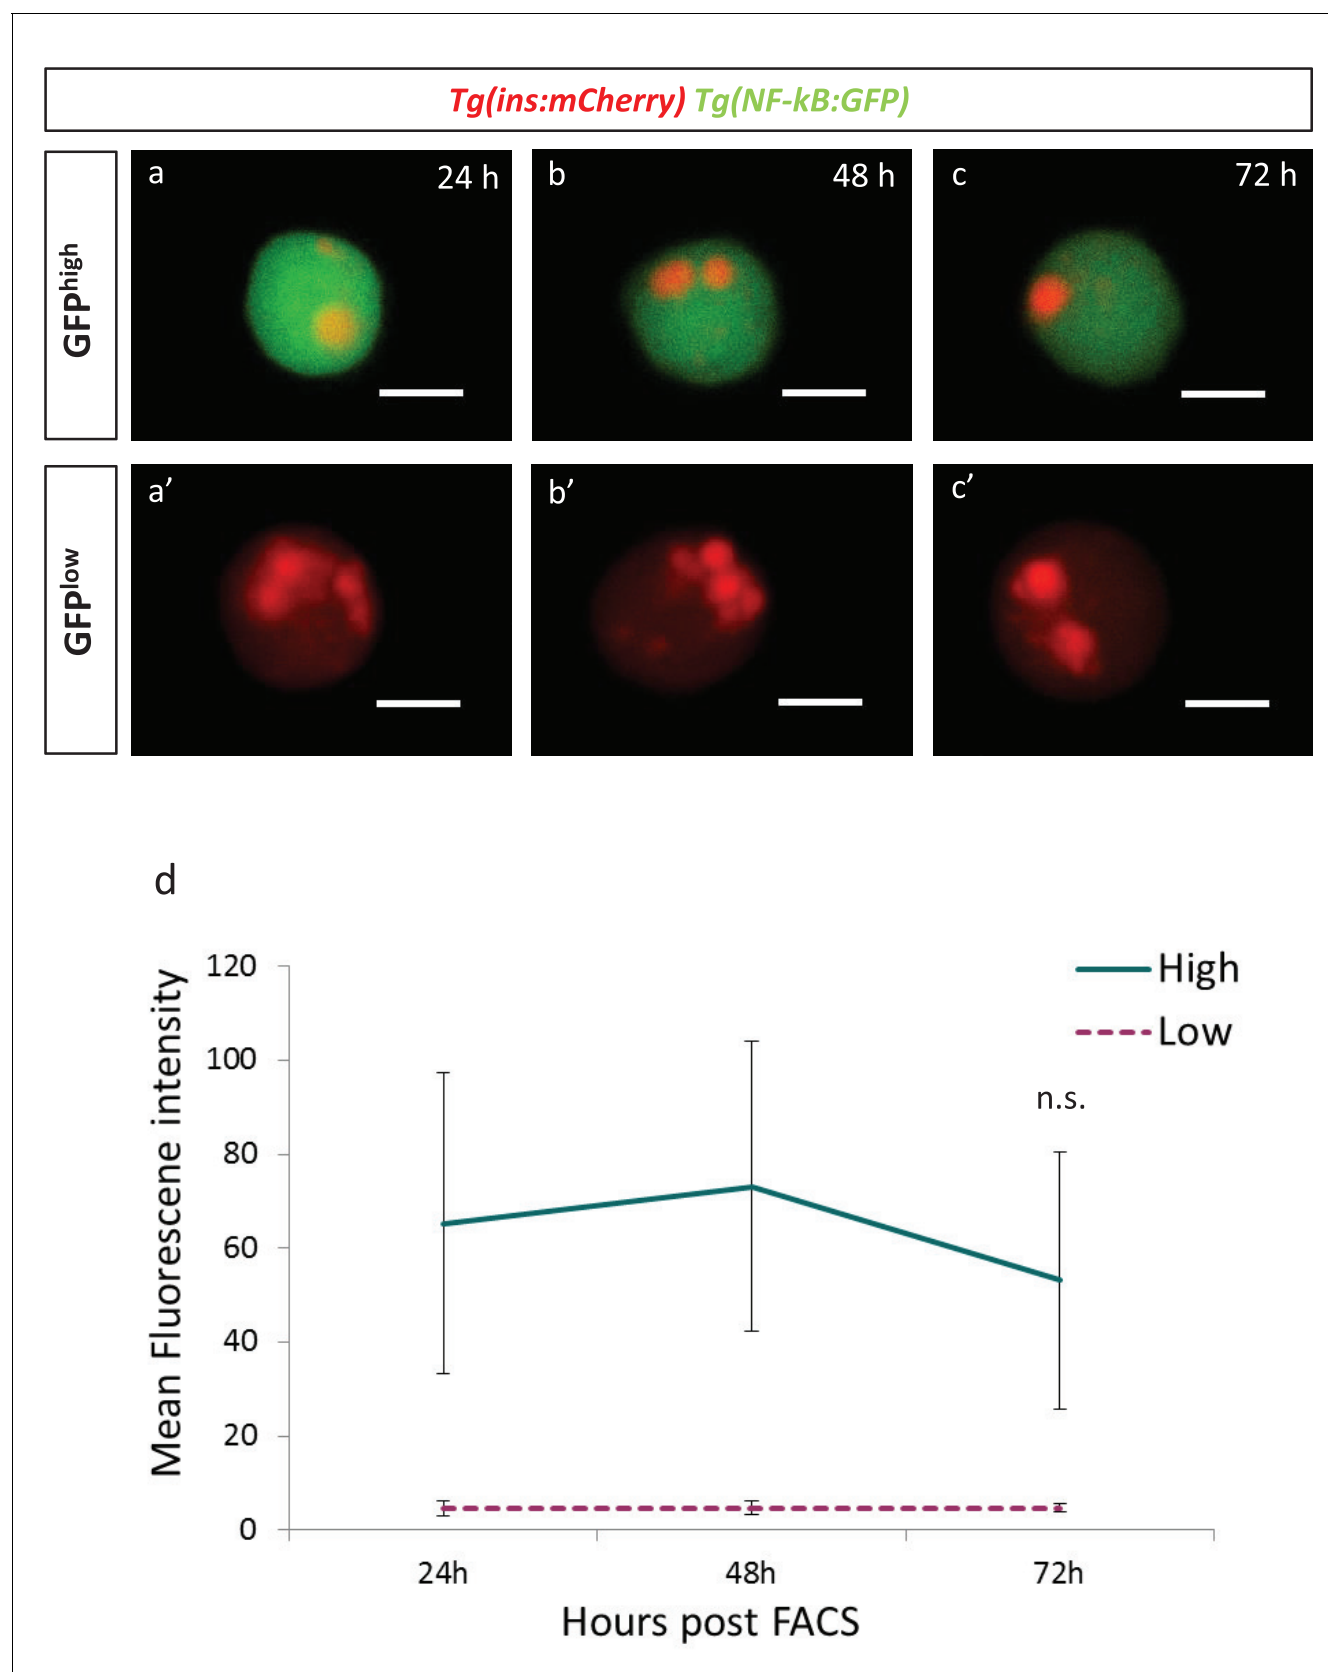 Tg(ins:mCherry) Tg(NF-kB:GFP)
GFPhigh
a
24 h
b
48 h
c
72 h
GFPlow
a’
b’
c’
d
Mean Fluorescene intensity
120
100
80
60
40
20
0
High
Low
n.s.
24h
48h
72h
Hours post FACS